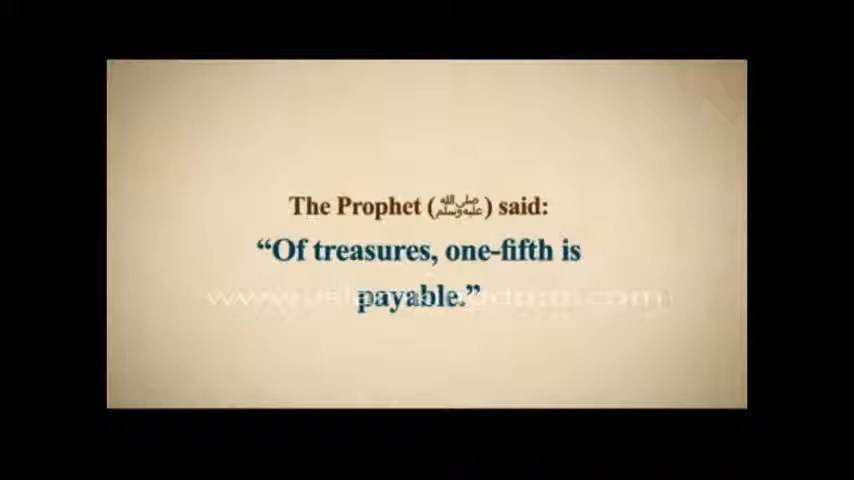 The Prophet (ﷺ) said:
“Of treasures, one-fifth is
payable.”